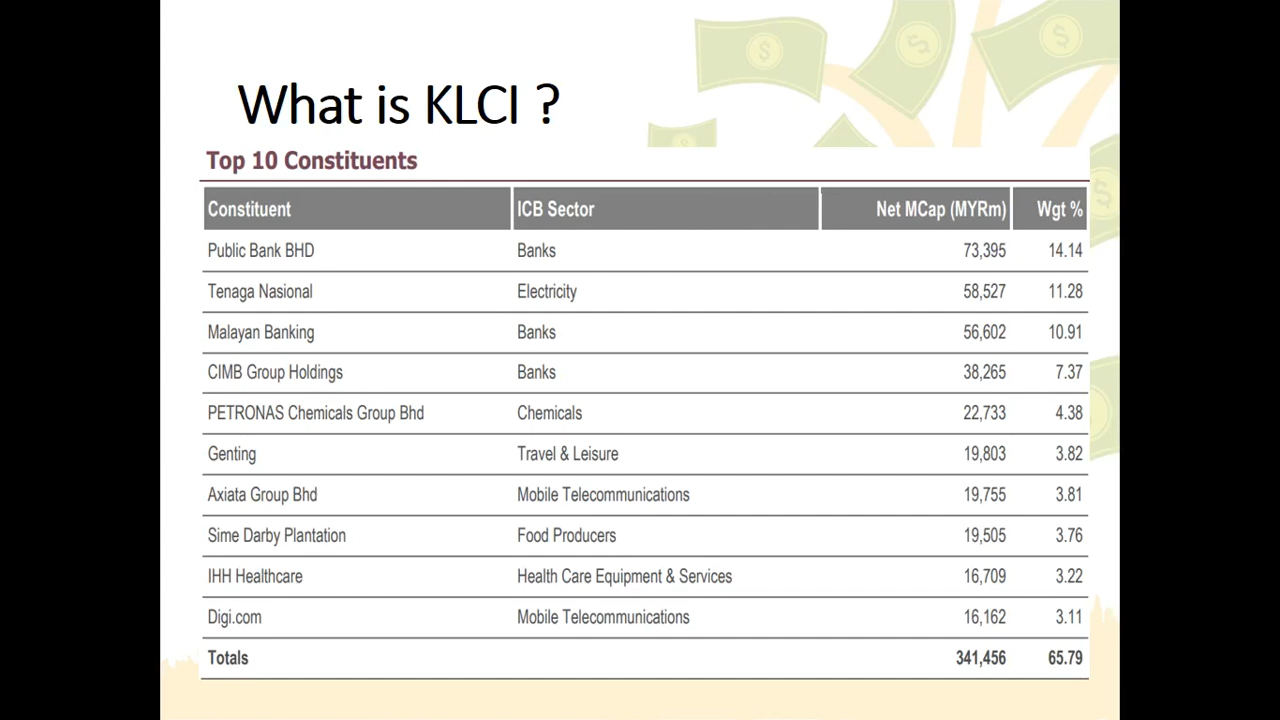 What is KLCI ?
Top 10 Constituents
Constituent ICB Sector Net MCap (MYRm) Wgt %
Public Bank BHD Banks 73,395 14.14
Tenaga Nasional Electricity 58,527 11.28
Malayan Banking Banks 56,602 10.91
CIMB Group Holdings Banks 38,265 7.37
PETRONAS Chemicals Group Bhd Chemicals 22,733 4.38
Genting Travel & Leisure 19,803 3.82
Axiata Group Bhd Mobile Telecommunications 19,755 3.81
Sime Darby Plantation Food Producers 19,505 3.76
IHH Healthcare Health Care Equipment & Services 16,709 3.22
Digi.com Mobile Telecommunications 16,162 3.11
Totals 341,456 65.79